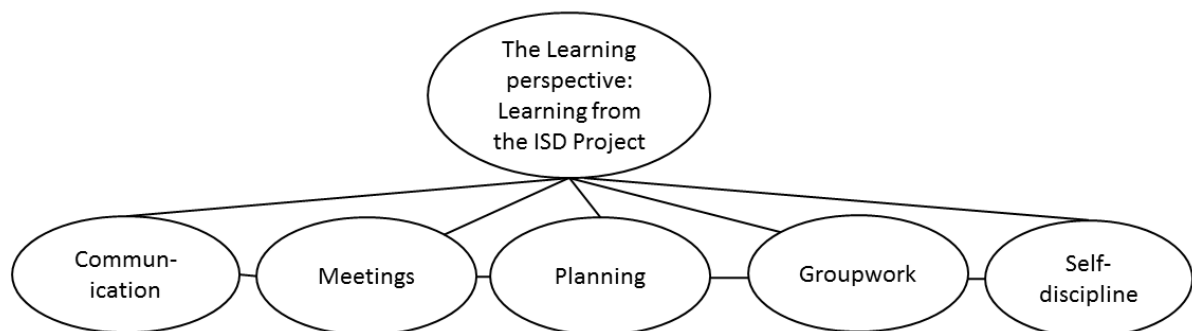 The Learning
perspective:
Learning from
the ISD Project
Commun-
ication
Meetings
Planning
Groupwork
Self-
discipline